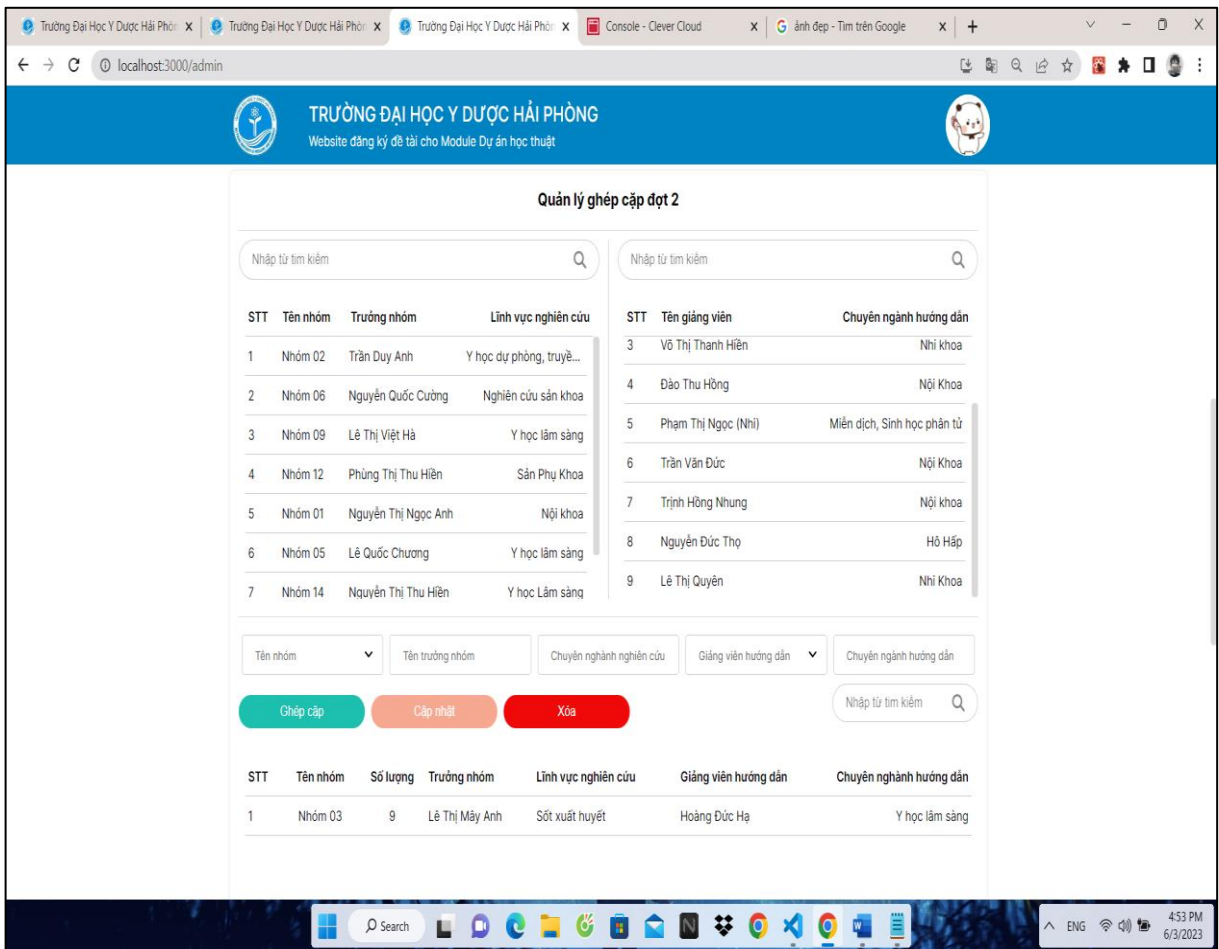 Trường Đại Học Y Dược Hải Phòn
Trường Đại Học Y Dược Hải Phòn
Trường Đại Học Y Dược Hải Phòn
Console - Clever Cloud
ảnh đẹp - Tìm trên Google
localhost:3000/admin
TRƯỜNG ĐẠI HỌC Y DƯỢC HẢI PHÒNG
Website đăng ký đề tài cho Module Dự án học thuật
Quản lý ghép cặp đợt 2
Nhập từ tìm kiếm
STT Tên nhóm Trưởng nhóm Lĩnh vực nghiên cứu
1 Nhóm 02 Trần Duy Anh Y học dự phòng, truyề...
2 Nhóm 06 Nguyễn Quốc Cường Nghiên cứu sản khoa
3 Nhóm 09 Lê Thị Việt Hà Y học lâm sàng
4 Nhóm 12 Phùng Thị Thu Hiền Sản Phụ Khoa
5 Nhóm 01 Nguyễn Thị Ngọc Anh Nội khoa
6 Nhóm 05 Lê Quốc Chương Y học lâm sàng
7 Nhóm 14 Nguyễn Thị Thu Hiền Y học Lâm sàng
Nhập từ tìm kiếm
STT Tên giảng viên Chuyên ngành hướng dẫn
3 Võ Thị Thanh Hiền Nhi khoa
4 Đào Thu Hồng Nội Khoa
5 Phạm Thị Ngọc (Nhi) Miễn dịch, Sinh học phân tử
6 Trần Văn Đức Nội Khoa
7 Trịnh Hồng Nhung Nội khoa
8 Nguyễn Đức Thọ Hô Hấp
9 Lê Thị Quyên Nhi Khoa
Tên nhóm Tên trưởng nhóm Chuyên nghành nghiên cứu Giảng viên hướng dẫn Chuyên ngành hướng dẫn
Ghép cặp Cập nhật Xóa Nhập từ tìm kiếm
STT Tên nhóm Số lượng Trưởng nhóm Lĩnh vực nghiên cứu Giảng viên hướng dẫn Chuyên nghành hướng dẫn
1 Nhóm 03 9 Lê Thị Mây Anh Sốt xuất huyết Hoàng Đức Hạ Y học lâm sàng
Search
ENG
4:53 PM
6/3/2023